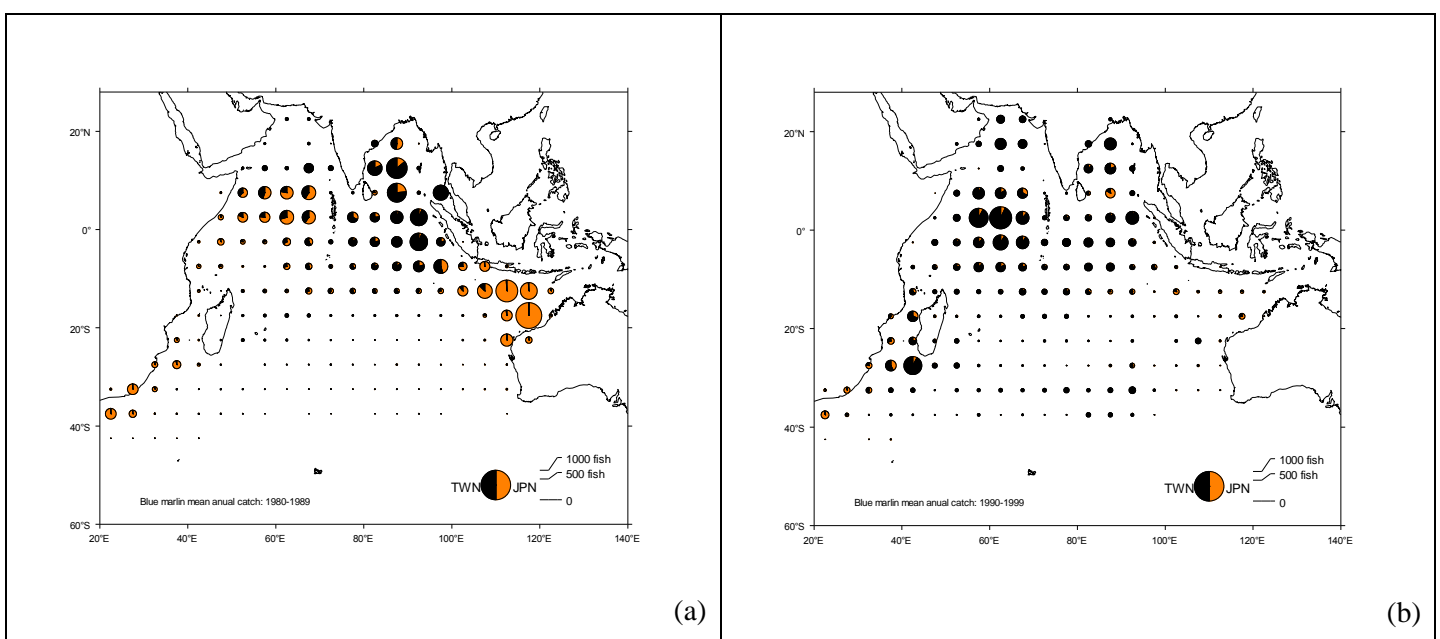 20°N
0°
20°S
40°S
60°S
20°E 40°E 60°E 80°E 100°E 120°E 140°E
1000 fish
500 fish
TWN JPN
0
Blue marlin mean anual catch: 1980-1989
(a)
20°N
0°
20°S
40°S
60°S
20°E 40°E 60°E 80°E 100°E 120°E 140°E
1000 fish
500 fish
TWN JPN
0
Blue marlin mean anual catch: 1990-1999
(b)